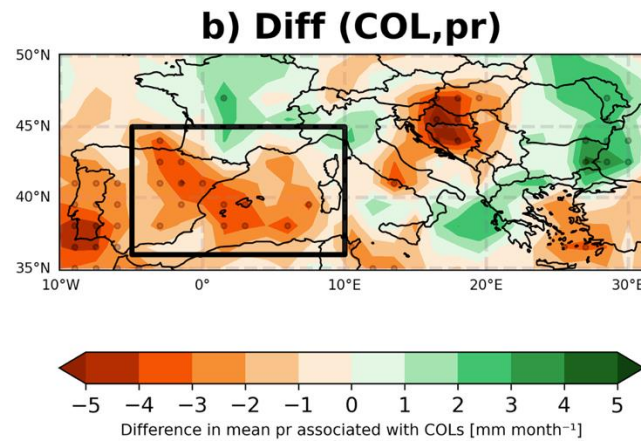 b) Diff (COL,pr)
50°N
45°N
40°N
35°N
10°W 0° 10°E 20°E 30°E
−5 −4 −3 −2 −1 0 1 2 3 4 5
Difference in mean pr associated with COLs [mm month⁻¹]